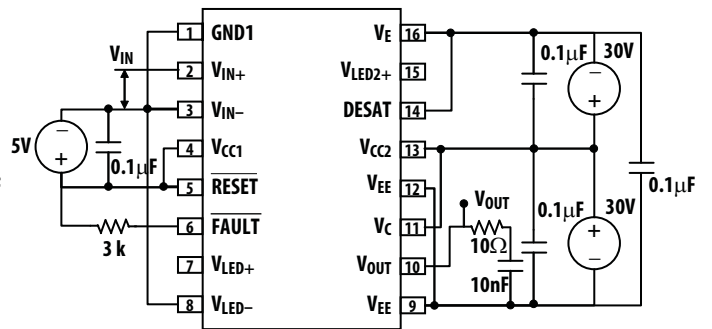 1 GND1
V_IN
2 V_IN+
3 V_IN−
5V
0.1µF
4 V_CC1
5 RESET
6 FAULT
3 k
7 V_LED+
8 V_LED−
V_E 16
V_LED2+ 15
DESAT 14
V_CC2 13
V_EE 12
V_C 11
V_OUT 10
V_EE 9
V_OUT
10Ω
10nF
0.1µF
30V
0.1µF
30V
0.1µF